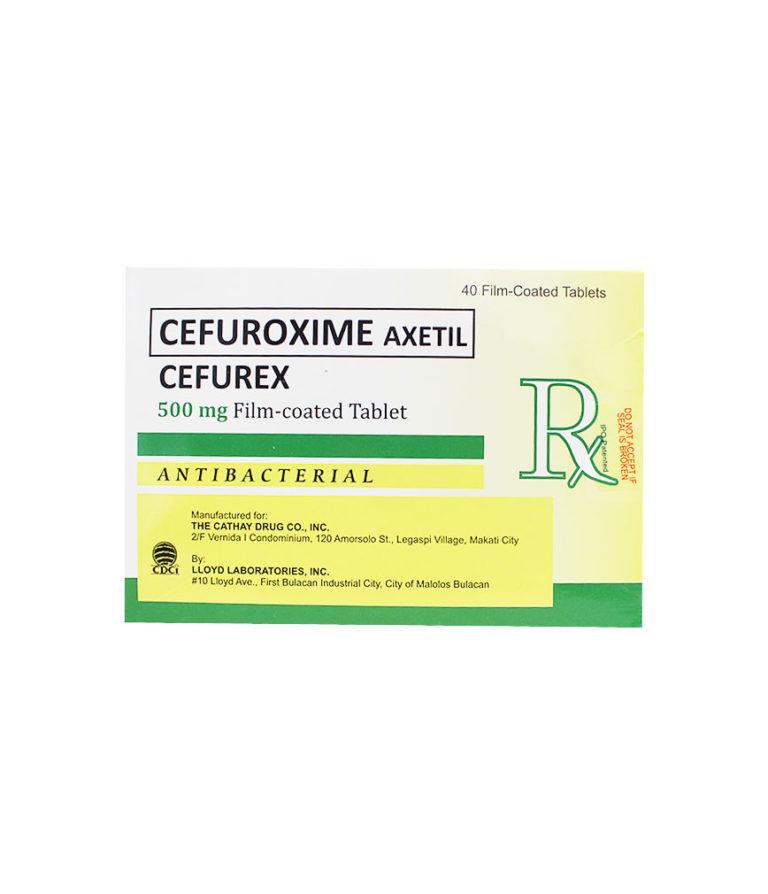 40 Film-Coated Tablets
CEFUROXIME AXETIL
CEFUREX
500 mg Film-coated Tablet
Rx
IPO Patented
DO NOT ACCEPT IF
SEAL IS BROKEN
ANTIBACTERIAL
Manufactured for:
THE CATHAY DRUG CO., INC.
2/F Vernida I Condominium, 120 Amorsolo St., Legaspi Village, Makati City
By:
LLOYD LABORATORIES, INC.
#10 Lloyd Ave., First Bulacan Industrial City, City of Malolos Bulacan
CDCi